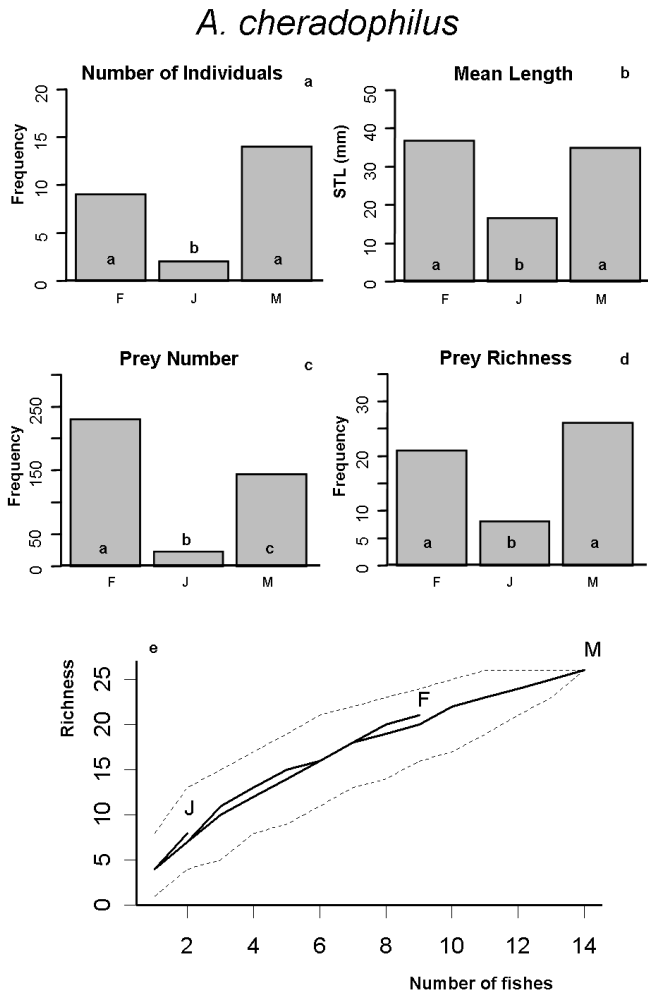 A. cheradophilus
Number of Individuals
a
Frequency
0 5 10 15 20
a
b
a
F J M
Mean Length
b
STL (mm)
0 10 20 30 40 50
a
b
a
F J M
Prey Number
c
Frequency
0 50 150 250
a
b
c
F J M
Prey Richness
d
Frequency
0 5 10 20 30
a
b
a
F J M
e
Richness
0 5 10 15 20 25
J
F
M
2 4 6 8 10 12 14
Number of fishes